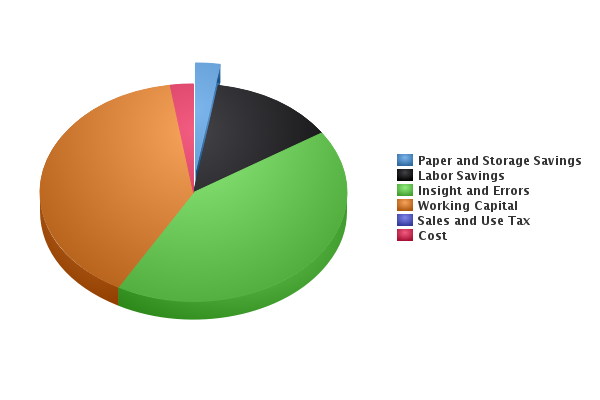 Paper and Storage Savings
Labor Savings
Insight and Errors
Working Capital
Sales and Use Tax
Cost